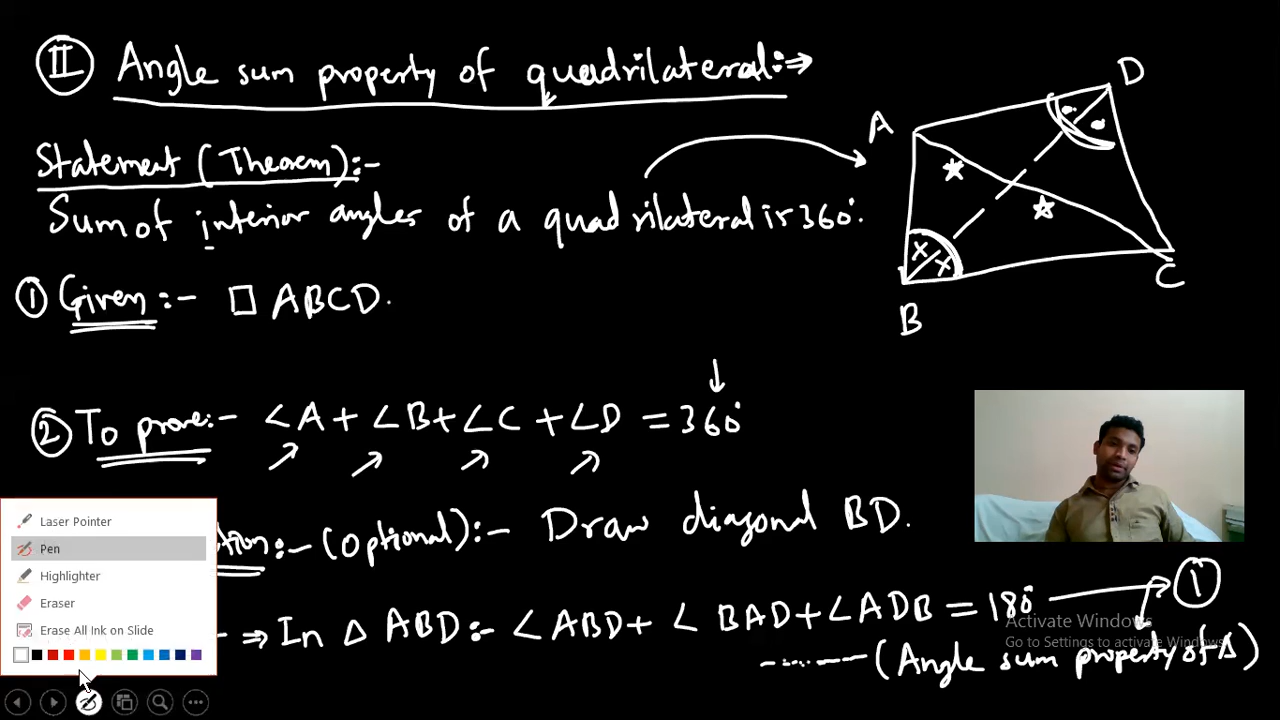 II Angle sum property of quadrilateral:→
Statement (Theorem):-
Sum of interior angles of a quadrilateral is 360°.
① Given :- □ ABCD.
② To prove:- ∠A + ∠B + ∠C + ∠D = 360°
tion:- (optional):- Draw diagonal BD.
- ⇒ In △ ABD:- ∠ABD + ∠BAD + ∠ADB = 180° → ①
------ (Angle sum property of △)
A
D
B
C
Laser Pointer
Pen
Highlighter
Eraser
Erase All Ink on Slide
Activate Windows
Go to Settings to activate Windows.